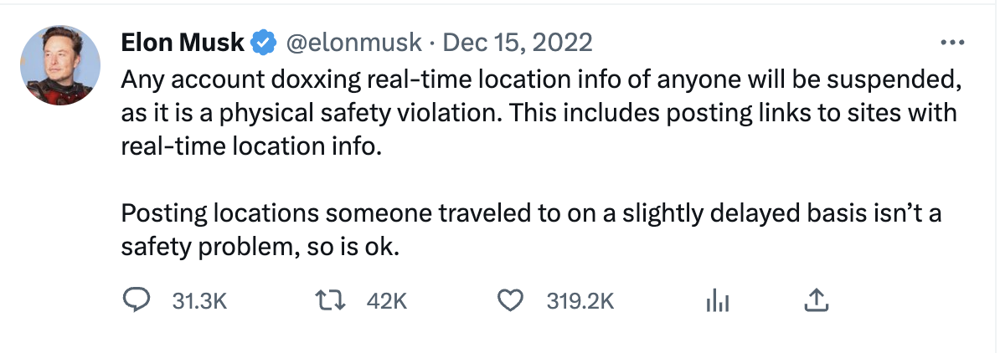 Elon Musk @elonmusk · Dec 15, 2022
Any account doxxing real-time location info of anyone will be suspended,
as it is a physical safety violation. This includes posting links to sites with
real-time location info.
Posting locations someone traveled to on a slightly delayed basis isn’t a
safety problem, so is ok.
31.3K 42K 319.2K